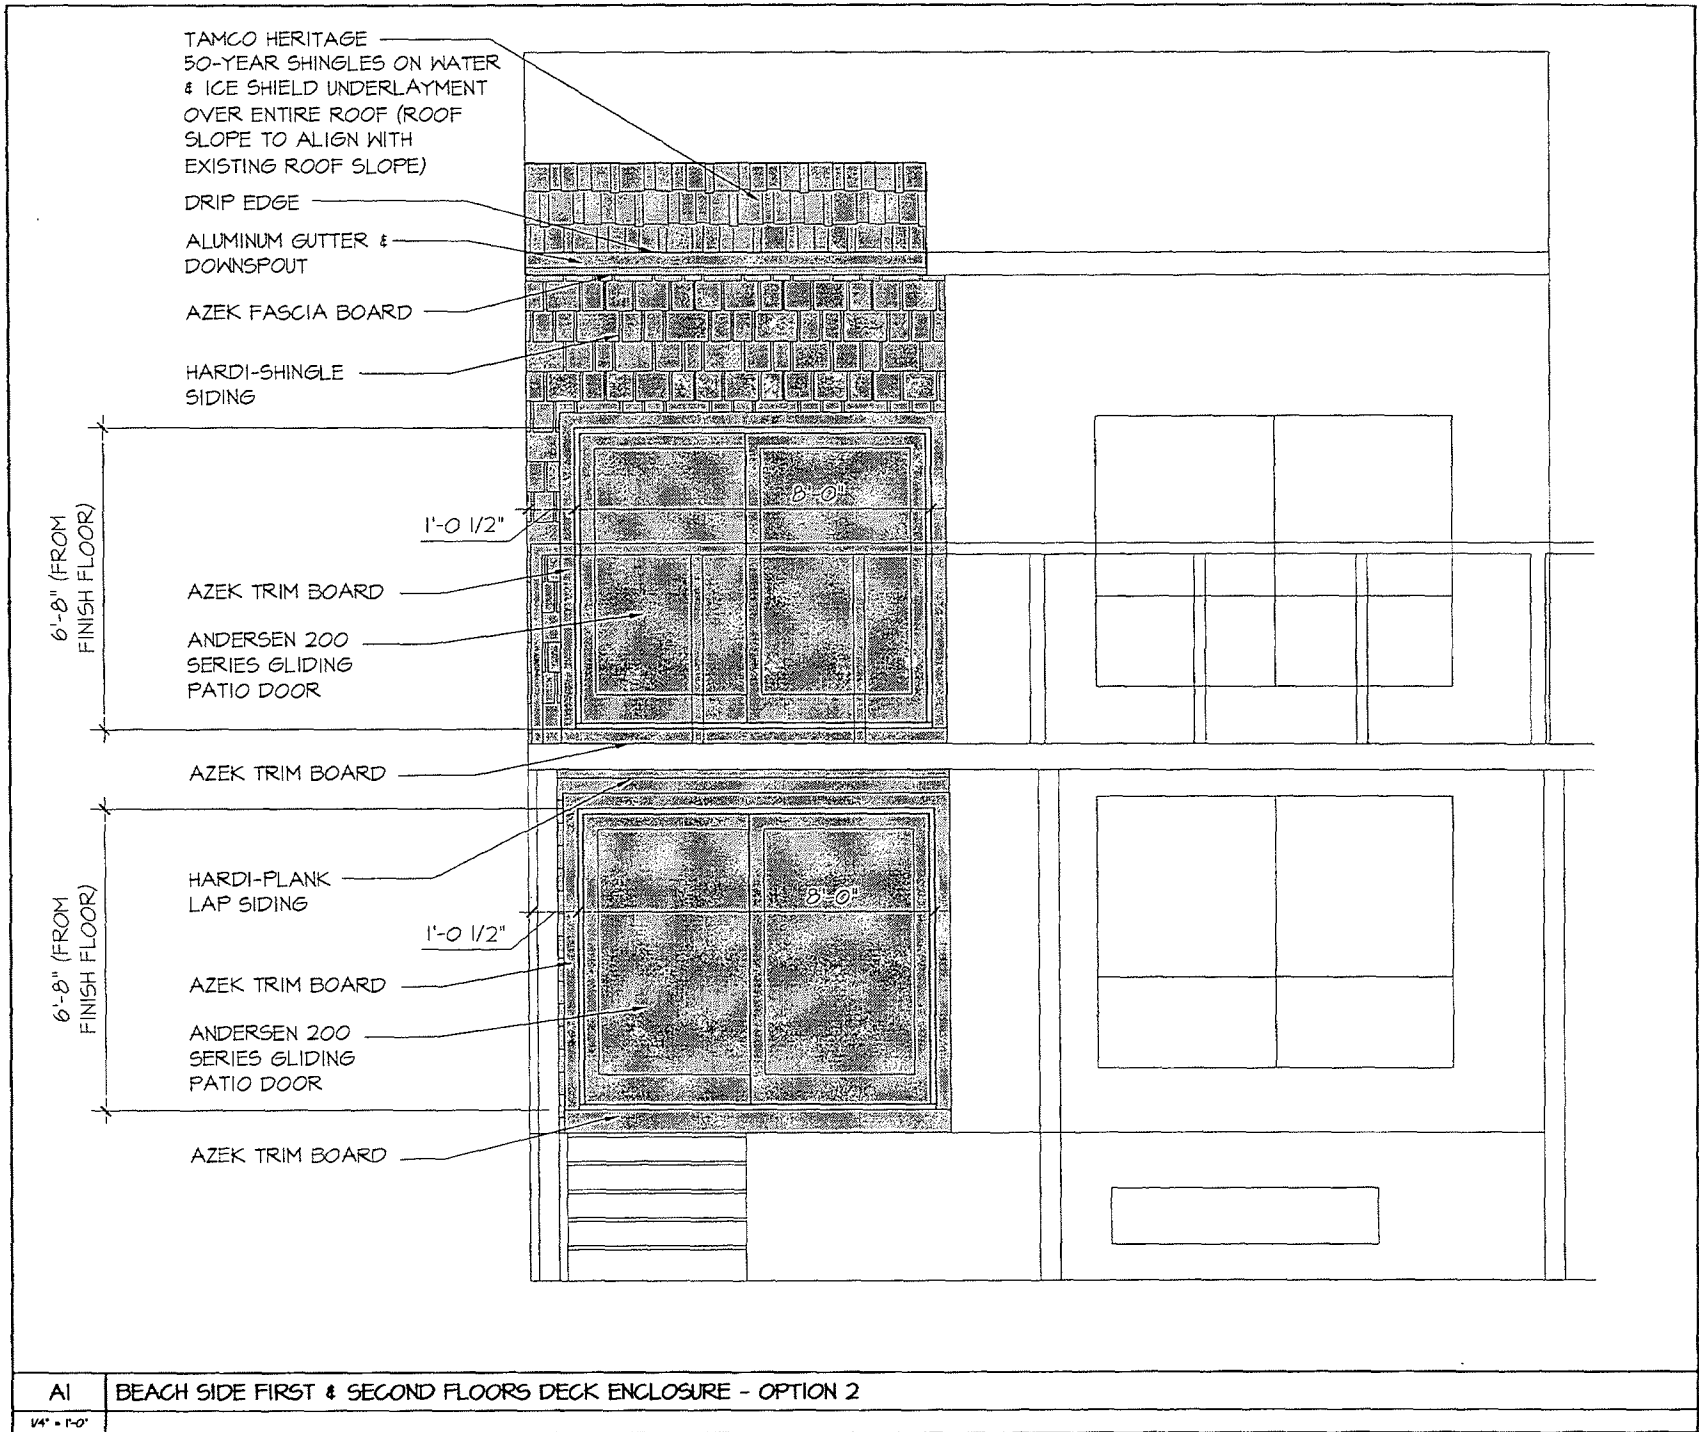 TAMCO HERITAGE
50-YEAR SHINGLES ON WATER
& ICE SHIELD UNDERLAYMENT
OVER ENTIRE ROOF (ROOF
SLOPE TO ALIGN WITH
EXISTING ROOF SLOPE)
DRIP EDGE
ALUMINUM GUTTER &
DOWNSPOUT
AZEK FASCIA BOARD
HARDI-SHINGLE
SIDING
6'-8" (FROM
FINISH FLOOR)
8'-0"
1'-0 1/2"
AZEK TRIM BOARD
ANDERSEN 200
SERIES GLIDING
PATIO DOOR
AZEK TRIM BOARD
HARDI-PLANK
LAP SIDING
6'-8" (FROM
FINISH FLOOR)
8'-0"
1'-0 1/2"
AZEK TRIM BOARD
ANDERSEN 200
SERIES GLIDING
PATIO DOOR
AZEK TRIM BOARD
A1
BEACH SIDE FIRST & SECOND FLOORS DECK ENCLOSURE - OPTION 2
1/4" = 1'-0"